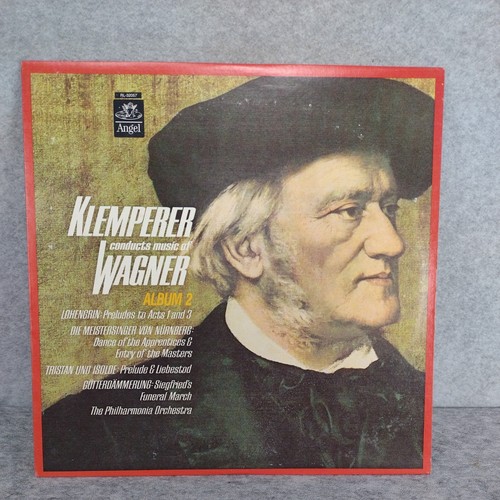 RL-32057
Angel
KLEMPERER
conducts music of
WAGNER
ALBUM 2
LOHENGRIN: Preludes to Acts 1 and 3
DIE MEISTERSINGER VON NÜRNBERG:
Dance of the Apprentices &
Entry of the Masters
TRISTAN UND ISOLDE: Prelude & Liebestod
GÖTTERDÄMMERUNG: Siegfried's
Funeral March
The Philharmonia Orchestra